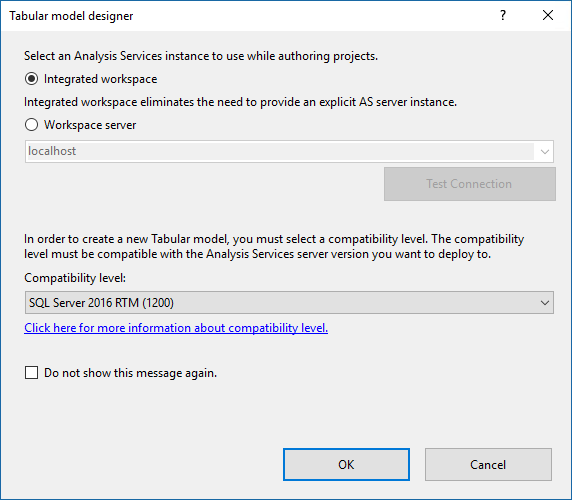 Tabular model designer
Select an Analysis Services instance to use while authoring projects.
Integrated workspace
Integrated workspace eliminates the need to provide an explicit AS server instance.
Workspace server
localhost
Test Connection
In order to create a new Tabular model, you must select a compatibility level. The compatibility
level must be compatible with the Analysis Services server version you want to deploy to.
Compatibility level:
SQL Server 2016 RTM (1200)
Click here for more information about compatibility level.
Do not show this message again.
OK
Cancel